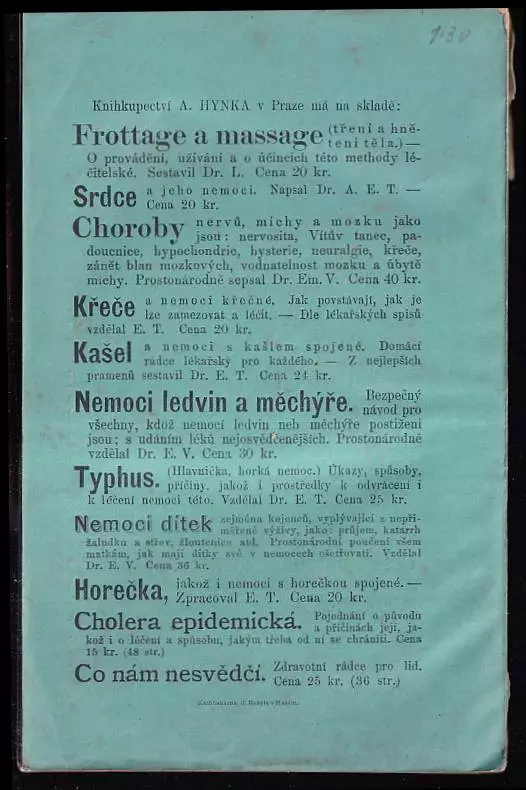 130
Knihkupectví A. HYNKA v Praze má na skladě:
Frottage a massage (tření a hně-
tení těla.) —
O provádění, užívání a o účincích této methody lé-
čitelské. Sestavil Dr. L. Cena 20 kr.
Srdce a jeho nemoci. Napsal Dr. A. E. T. —
Cena 20 kr.
Choroby nervů, míchy a mozku jako
jsou: nervosita, Vítův tanec, pa-
doucnice, hypochondrie, hysterie, neuralgie, křeče,
zánět blan mozkových, vodnatelnost mozku a úbytě
míchy. Prostonárodně sepsal Dr. Em. V. Cena 40 kr.
Křeče a nemoci křečné. Jak povstávají, jak je
lze zamezovat a léčit. — Dle lékařských spisů
vzdělal E. T. Cena 20 kr.
Kašel a nemoci s kašlem spojené. Domácí
rádce lékařský pro každého. — Z nejlepších
pramenů sestavil Dr. E. T. Cena 24 kr.
Nemoci ledvin a měchýře. Bezpečný
návod pro
všechny, kdož nemocí ledvin neb měchýře postiženi
jsou; s udáním léků nejosvědčenějších. Prostonárodně
vzdělal Dr. E. V. Cena 30 kr.
Typhus. (Hlavnička, horká nemoc.) Úkazy, spůsoby,
příčiny, jakož i prostředky k odvrácení i
k léčení nemoci této. Vzdělal Dr. E. T. Cena 25 kr.
Nemoci dítek zejména kojenců, vyplývající z nepři-
měřené výživy, jako: průjem, katarrh
žaludku a střev, žloutenice atd. Prostonárodní poučení všem
matkám, jak mají dítky své v nemocech ošetřovati. Vzdělal
Dr. E. V. Cena 36 kr.
Horečka, jakož i nemoci s horečkou spojené. —
Zpracoval E. T. Cena 20 kr.
Cholera epidemická. Pojednání o původu
a příčinách její, ja-
kož i o léčení a spůsobu, jakým třeba od ní se chrániti. Cena
15 kr. (48 str.)
Co nám nesvědčí. Zdravotní rádce pro lid.
Cena 25 kr. (36 str.)